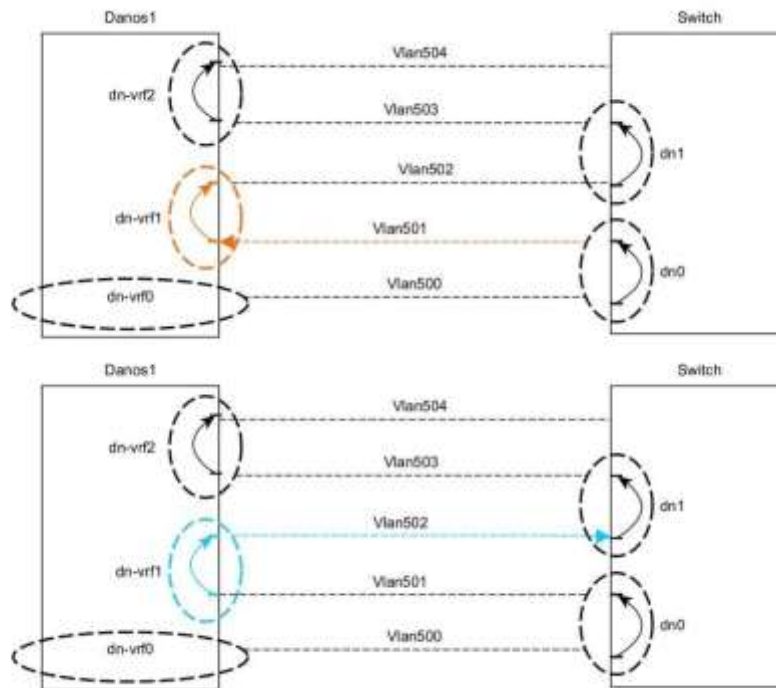 Danos1 Switch
Vlan504
dn-vrf2
Vlan503
dn1
Vlan502
dn-vrf1
Vlan501
dn0
Vlan500
dn-vrf0
Danos1 Switch
Vlan504
dn-vrf2
Vlan503
dn1
Vlan502
dn-vrf1
Vlan501
dn0
Vlan500
dn-vrf0